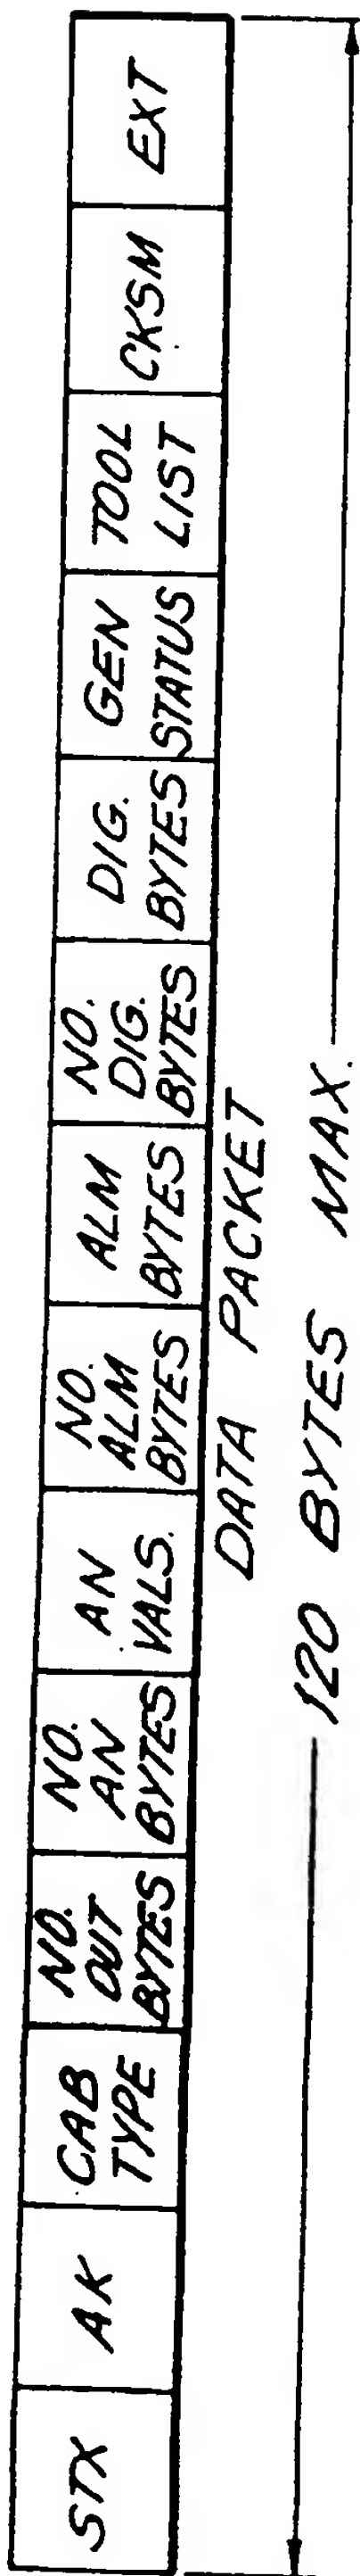 STX
AK
CAB
TYPE
NO.
OUT
BYTES
NO.
AN
BYTES
AN
VALS.
NO.
ALM
BYTES
ALM
BYTES
NO.
DIG.
BYTES
DIG.
BYTES
GEN
STATUS
TOOL
LIST
CKSM
EXT
DATA PACKET
120 BYTES MAX.